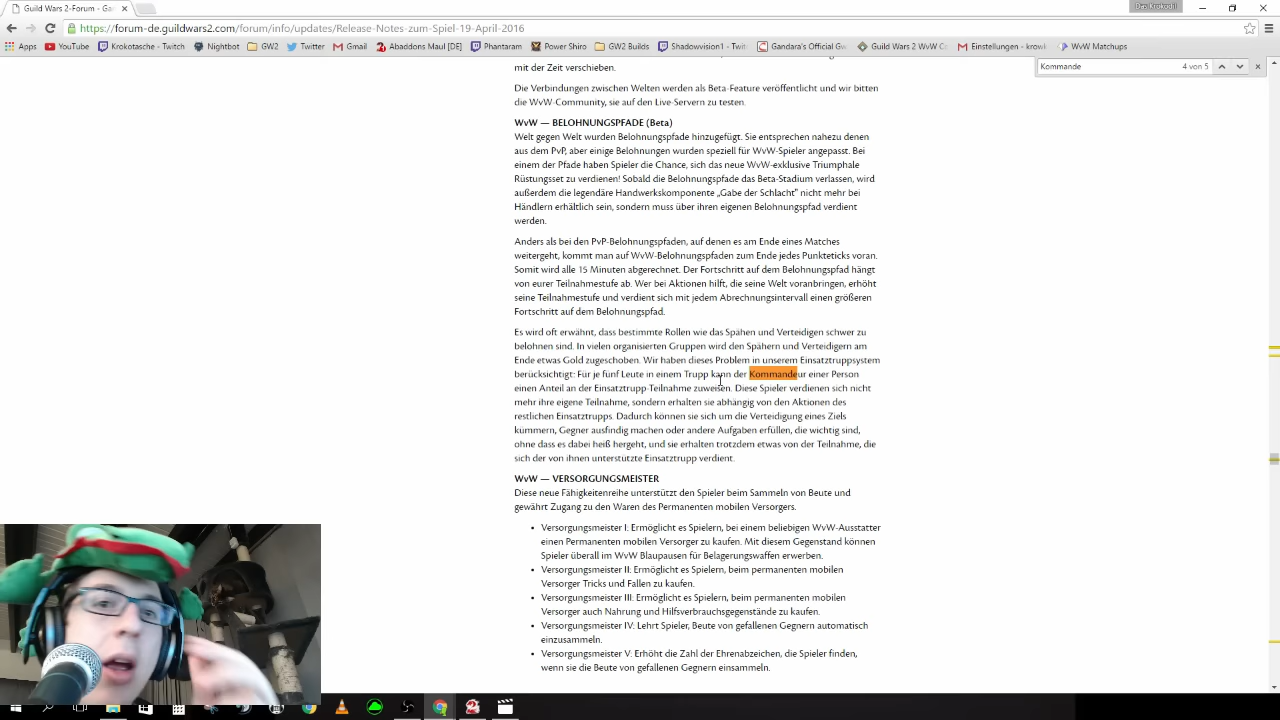 Guild Wars 2-Forum - Ga
Das Krokodil
https://forum-de.guildwars2.com/forum/info/updates/Release-Notes-zum-Spiel-19-April-2016
Apps YouTube Krokotasche - Twitch Nightbot GW2 Twitter Gmail Abaddons Maul [DE] Phantaram Power Shiro GW2 Builds Shadowvision1 - Twit Gandara's Official Gw Guild Wars 2 WvW C Einstellungen - krowk WvW Matchups
Kommande 4 von 5
mit der Zeit verschieben.
Die Verbindungen zwischen Welten werden als Beta-Feature veröffentlicht und wir bitten
die WvW-Community, sie auf den Live-Servern zu testen.
WvW — BELOHNUNGSPFADE (Beta)
Welt gegen Welt wurden Belohnungspfade hinzugefügt. Sie entsprechen nahezu denen
aus dem PvP, aber einige Belohnungen wurden speziell für WvW-Spieler angepasst. Bei
einem der Pfade haben Spieler die Chance, sich das neue WvW-exklusive Triumphale
Rüstungsset zu verdienen! Sobald die Belohnungspfade das Beta-Stadium verlassen, wird
außerdem die legendäre Handwerkskomponente „Gabe der Schlacht" nicht mehr bei
Händlern erhältlich sein, sondern muss über ihren eigenen Belohnungspfad verdient
werden.
Anders als bei den PvP-Belohnungspfaden, auf denen es am Ende eines Matches
weitergeht, kommt man auf WvW-Belohnungspfaden zum Ende jedes Punkteticks voran.
Somit wird alle 15 Minuten abgerechnet. Der Fortschritt auf dem Belohnungspfad hängt
von eurer Teilnahmestufe ab. Wer bei Aktionen hilft, die seine Welt voranbringen, erhöht
seine Teilnahmestufe und verdient sich mit jedem Abrechnungsintervall einen größeren
Fortschritt auf dem Belohnungspfad.
Es wird oft erwähnt, dass bestimmte Rollen wie das Spähen und Verteidigen schwer zu
belohnen sind. In vielen organisierten Gruppen wird den Spähern und Verteidigern am
Ende etwas Gold zugeschoben. Wir haben dieses Problem in unserem Einsatztruppsystem
berücksichtigt: Für je fünf Leute in einem Trupp kann der Kommandeur einer Person
einen Anteil an der Einsatztrupp-Teilnahme zuweisen. Diese Spieler verdienen sich nicht
mehr ihre eigene Teilnahme, sondern erhalten sie abhängig von den Aktionen des
restlichen Einsatztrupps. Dadurch können sie sich um die Verteidigung eines Ziels
kümmern, Gegner ausfindig machen oder andere Aufgaben erfüllen, die wichtig sind,
ohne dass es dabei heiß hergeht, und sie erhalten trotzdem etwas von der Teilnahme, die
sich der von ihnen unterstützte Einsatztrupp verdient.
WvW — VERSORGUNGSMEISTER
Diese neue Fähigkeitenreihe unterstützt den Spieler beim Sammeln von Beute und
gewährt Zugang zu den Waren des Permanenten mobilen Versorgers.
• Versorgungsmeister I: Ermöglicht es Spielern, bei einem beliebigen WvW-Ausstatter
einen Permanenten mobilen Versorger zu kaufen. Mit diesem Gegenstand können
Spieler überall im WvW Blaupausen für Belagerungswaffen erwerben.
• Versorgungsmeister II: Ermöglicht es Spielern, beim permanenten mobilen
Versorger Tricks und Fallen zu kaufen.
• Versorgungsmeister III: Ermöglicht es Spielern, beim permanenten mobilen
Versorger auch Nahrung und Hilfsverbrauchsgegenstände zu kaufen.
• Versorgungsmeister IV: Lehrt Spieler, Beute von gefallenen Gegnern automatisch
einzusammeln.
• Versorgungsmeister V: Erhöht die Zahl der Ehrenabzeichen, die Spieler finden,
wenn sie die Beute von gefallenen Gegnern einsammeln.